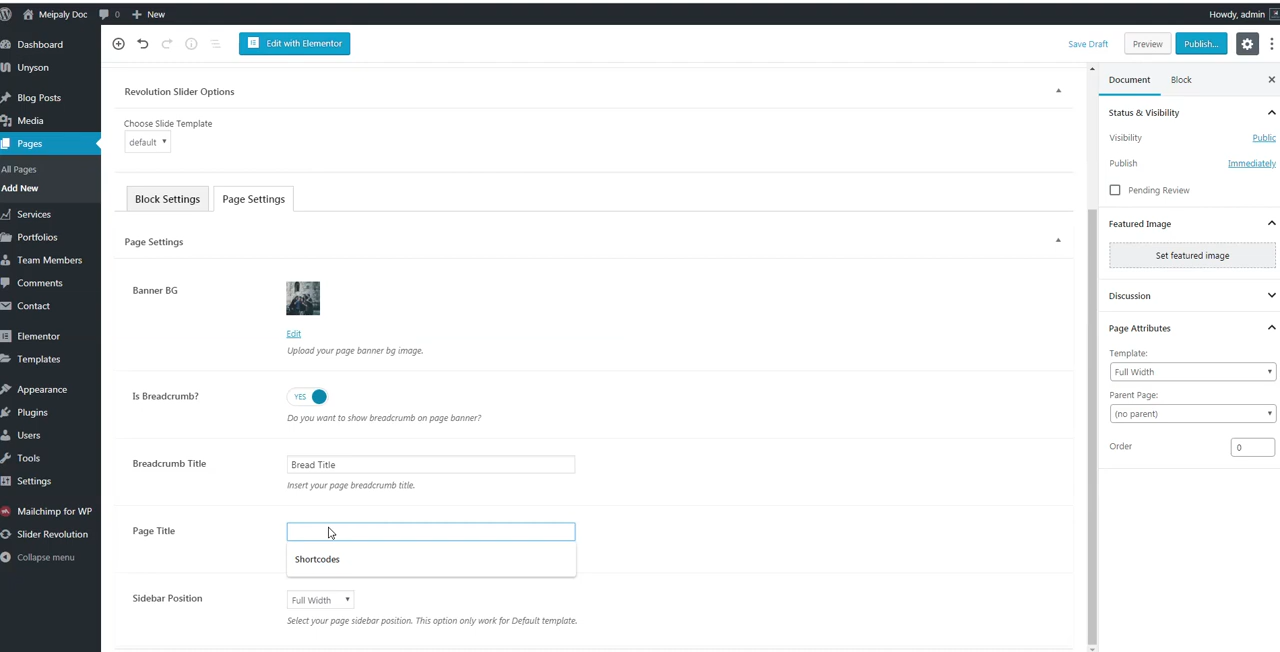 Meipaly Doc
0
New
Howdy, admin
Dashboard
Unyson
Blog Posts
Media
Pages
All Pages
Add New
Services
Portfolios
Team Members
Comments
Contact
Elementor
Templates
Appearance
Plugins
Users
Tools
Settings
Mailchimp for WP
Slider Revolution
Collapse menu
Edit with Elementor
Save Draft
Preview
Publish...
Revolution Slider Options
Choose Slide Template
default
Block Settings
Page Settings
Page Settings
Banner BG
Edit
Upload your page banner bg image.
Is Breadcrumb?
YES
Do you want to show breadcrumb on page banner?
Breadcrumb Title
Bread Title
Insert your page breadcrumb title.
Page Title
Shortcodes
Sidebar Position
Full Width
Select your page sidebar position. This option only work for Default template.
Document
Block
Status & Visibility
Visibility
Public
Publish
Immediately
Pending Review
Featured Image
Set featured image
Discussion
Page Attributes
Template:
Full Width
Parent Page:
(no parent)
Order
0